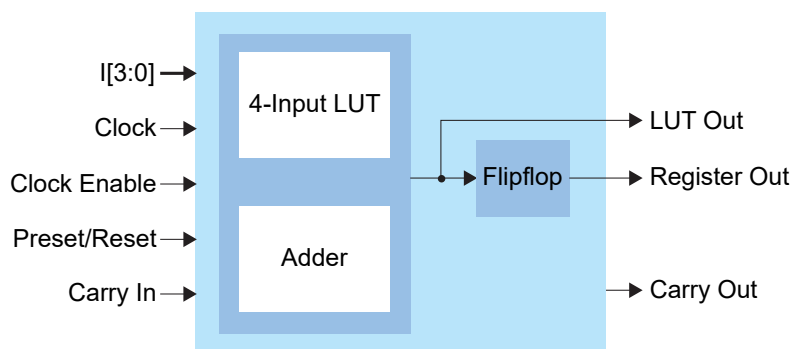 I[3:0]
Clock
Clock Enable
Preset/Reset
Carry In
4-Input LUT
Adder
Flipflop
LUT Out
Register Out
Carry Out